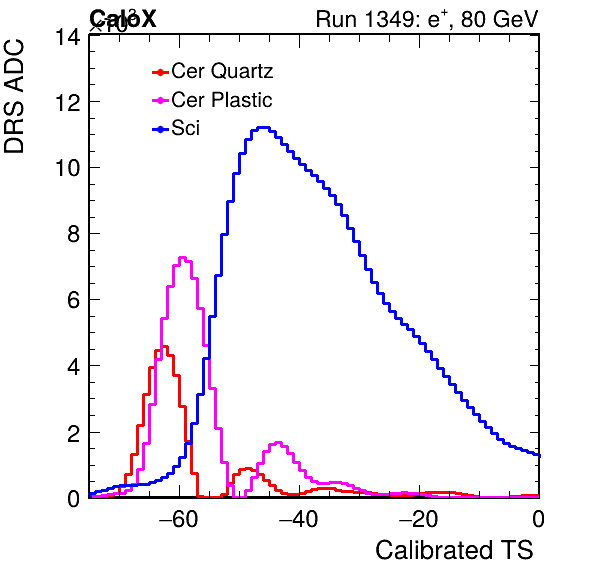 CaloX Run 1349: e⁺, 80 GeV
×10³
DRS ADC
14
12
10
8
6
4
2
0
Cer Quartz
Cer Plastic
Sci
−60 −40 −20 0
Calibrated TS